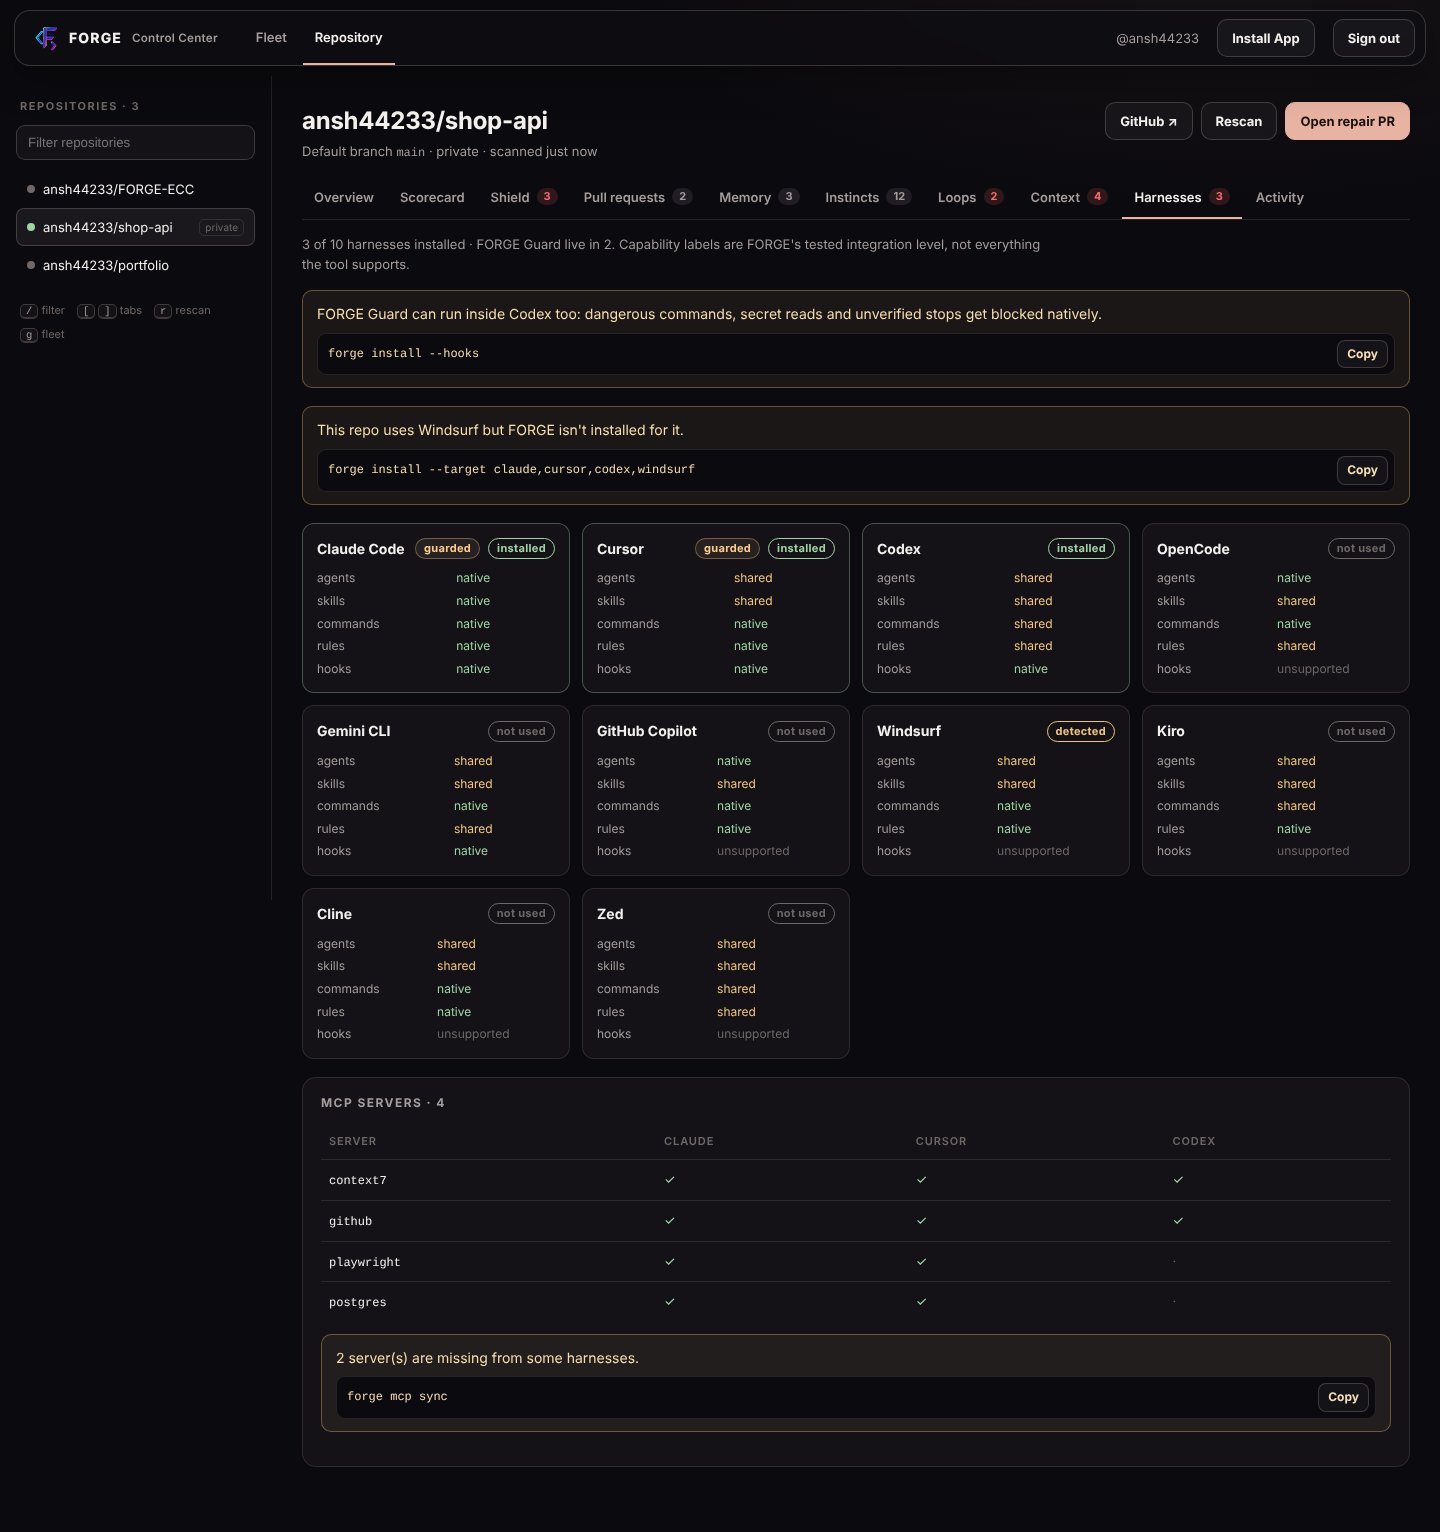 FORGE Control Center Fleet Repository @ansh44233 Install App Sign out
REPOSITORIES · 3
Filter repositories
ansh44233/FORGE-ECC
ansh44233/shop-api private
ansh44233/portfolio
/ filter [ ] tabs r rescan
g fleet
ansh44233/shop-api GitHub ↗ Rescan Open repair PR
Default branch main · private · scanned just now
Overview Scorecard Shield 3 Pull requests 2 Memory 3 Instincts 12 Loops 2 Context 4 Harnesses 3 Activity
3 of 10 harnesses installed · FORGE Guard live in 2. Capability labels are FORGE's tested integration level, not everything
the tool supports.
FORGE Guard can run inside Codex too: dangerous commands, secret reads and unverified stops get blocked natively.
forge install --hooks Copy
This repo uses Windsurf but FORGE isn't installed for it.
forge install --target claude,cursor,codex,windsurf Copy
Claude Code guarded installed
agents native
skills native
commands native
rules native
hooks native
Cursor guarded installed
agents shared
skills shared
commands native
rules native
hooks native
Codex installed
agents shared
skills shared
commands shared
rules shared
hooks native
OpenCode not used
agents native
skills shared
commands native
rules shared
hooks unsupported
Gemini CLI not used
agents shared
skills shared
commands native
rules shared
hooks native
GitHub Copilot not used
agents native
skills shared
commands native
rules native
hooks unsupported
Windsurf detected
agents shared
skills shared
commands native
rules native
hooks unsupported
Kiro not used
agents shared
skills shared
commands shared
rules native
hooks unsupported
Cline not used
agents shared
skills shared
commands native
rules native
hooks unsupported
Zed not used
agents shared
skills shared
commands shared
rules shared
hooks unsupported
MCP SERVERS · 4
SERVER CLAUDE CURSOR CODEX
context7 ✓ ✓ ✓
github ✓ ✓ ✓
playwright ✓ ✓ ·
postgres ✓ ✓ ·
2 server(s) are missing from some harnesses.
forge mcp sync Copy